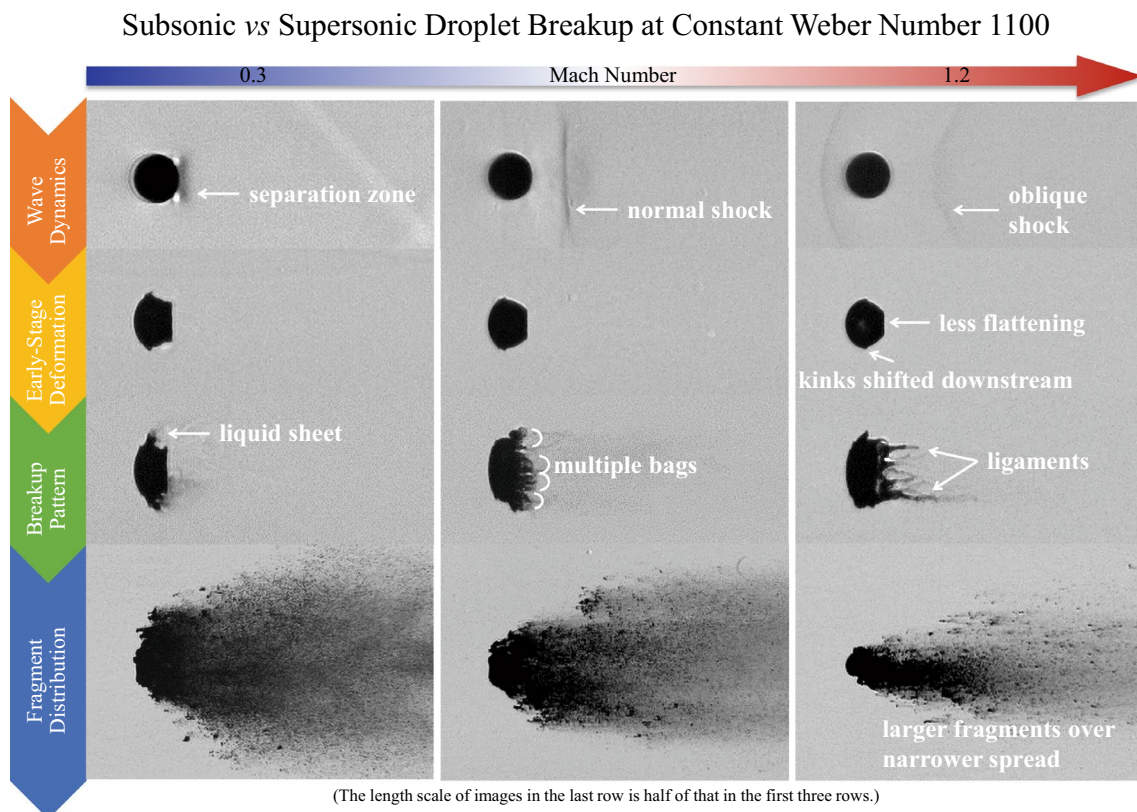 Subsonic vs Supersonic Droplet Breakup at Constant Weber Number 1100
0.3 Mach Number 1.2
Wave
Dynamics
separation zone
normal shock
oblique
shock
Early-Stage
Deformation
less flattening
kinks shifted downstream
Breakup
Pattern
liquid sheet
multiple bags
ligaments
Fragment
Distribution
larger fragments over
narrower spread
(The length scale of images in the last row is half of that in the first three rows.)